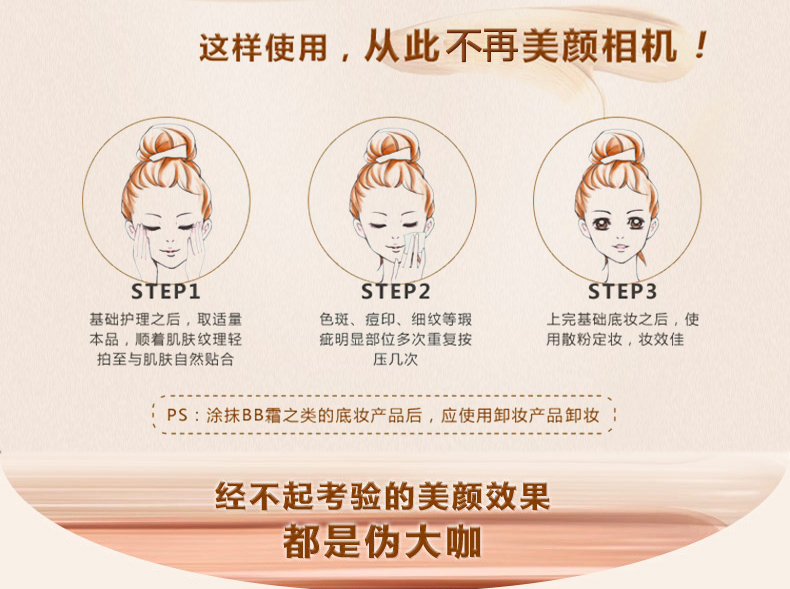 这样使用，从此不再美颜相机！
STEP1
基础护理之后，取适量
本品，顺着肌肤纹理轻
拍至与肌肤自然贴合
STEP2
色斑、痘印、细纹等瑕
疵明显部位多次重复按
压几次
STEP3
上完基础底妆之后，使
用散粉定妆，妆效佳
PS：涂抹BB霜之类的底妆产品后，应使用卸妆产品卸妆
经不起考验的美颜效果
都是伪大咖